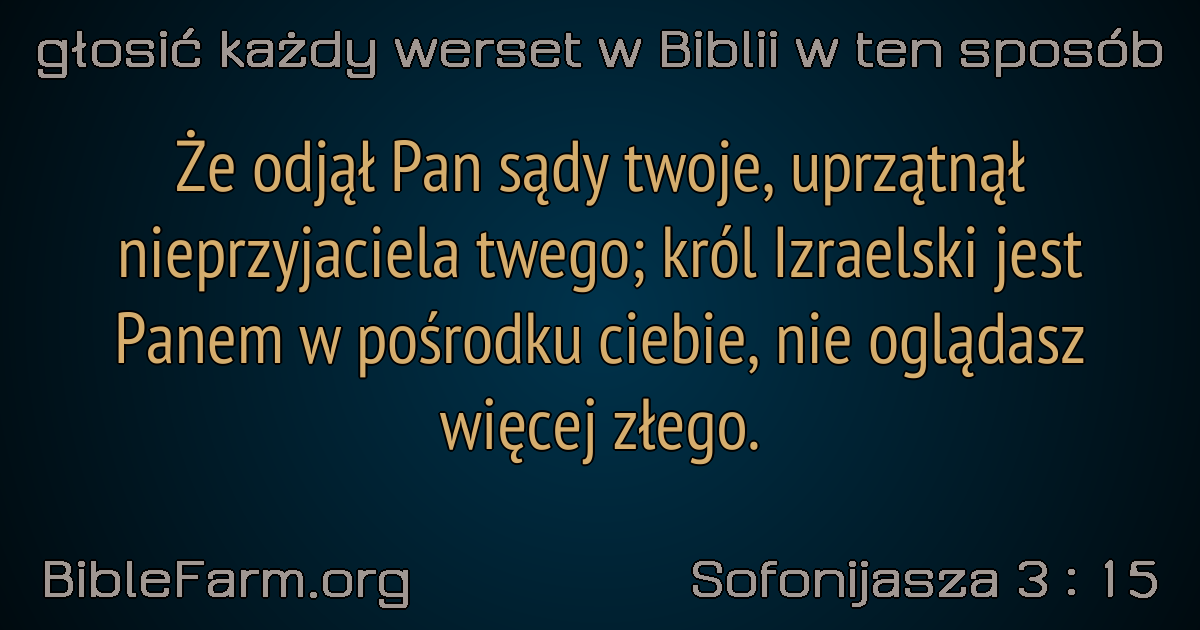 głosić każdy werset w Biblii w ten sposób
Że odjął Pan sądy twoje, uprzątnął
nieprzyjaciela twego; król Izraelski jest
Panem w pośrodku ciebie, nie oglądasz
więcej złego.
BibleFarm.org
Sofonijasza 3 : 15